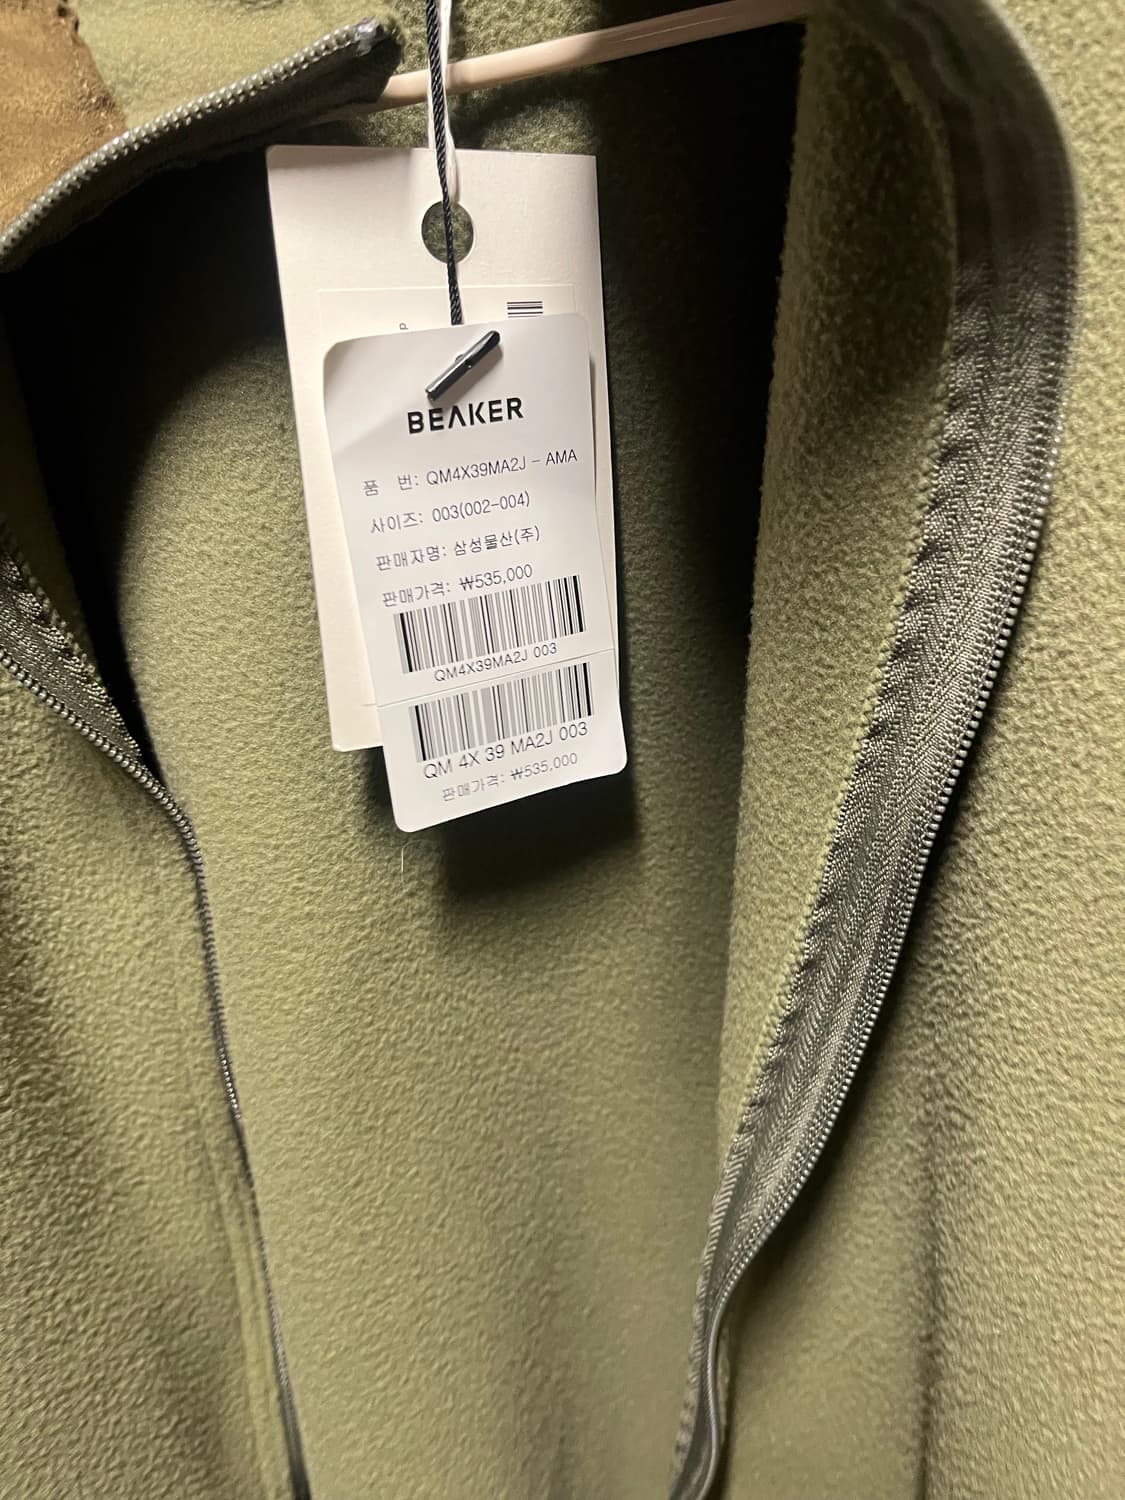 P
BEAKER
품 번: QM4X39MA2J - AMA
사이즈: 003(002-004)
판매자명: 삼성물산(주)
판매가격: ₩535,000
QM4X39MA2J 003
QM 4X 39 MA2J 003
판매가격: ₩535,000